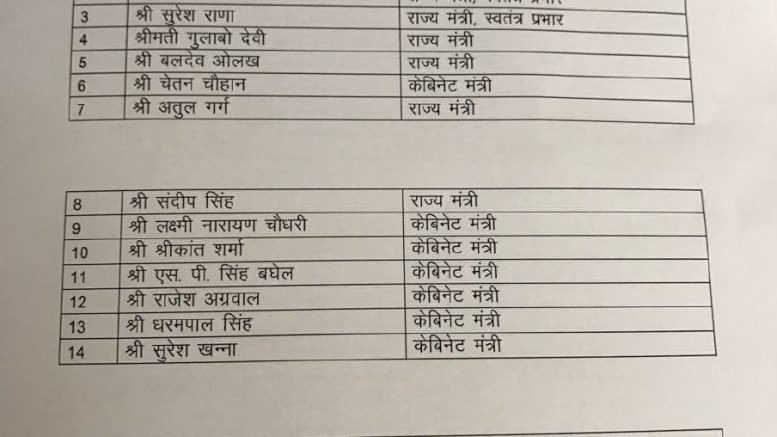 3 श्री सुरेश राणा राज्य मंत्री, स्वतंत्र प्रभार
4 श्रीमती गुलाबो देवी राज्य मंत्री
5 श्री बलदेव ओलख राज्य मंत्री
6 श्री चेतन चौहान केबिनेट मंत्री
7 श्री अतुल गर्ग राज्य मंत्री
8 श्री संदीप सिंह राज्य मंत्री
9 श्री लक्ष्मी नारायण चौधरी केबिनेट मंत्री
10 श्री श्रीकांत शर्मा केबिनेट मंत्री
11 श्री एस. पी. सिंह बघेल केबिनेट मंत्री
12 श्री राजेश अग्रवाल केबिनेट मंत्री
13 श्री धरमपाल सिंह केबिनेट मंत्री
14 श्री सुरेश खन्ना केबिनेट मंत्री